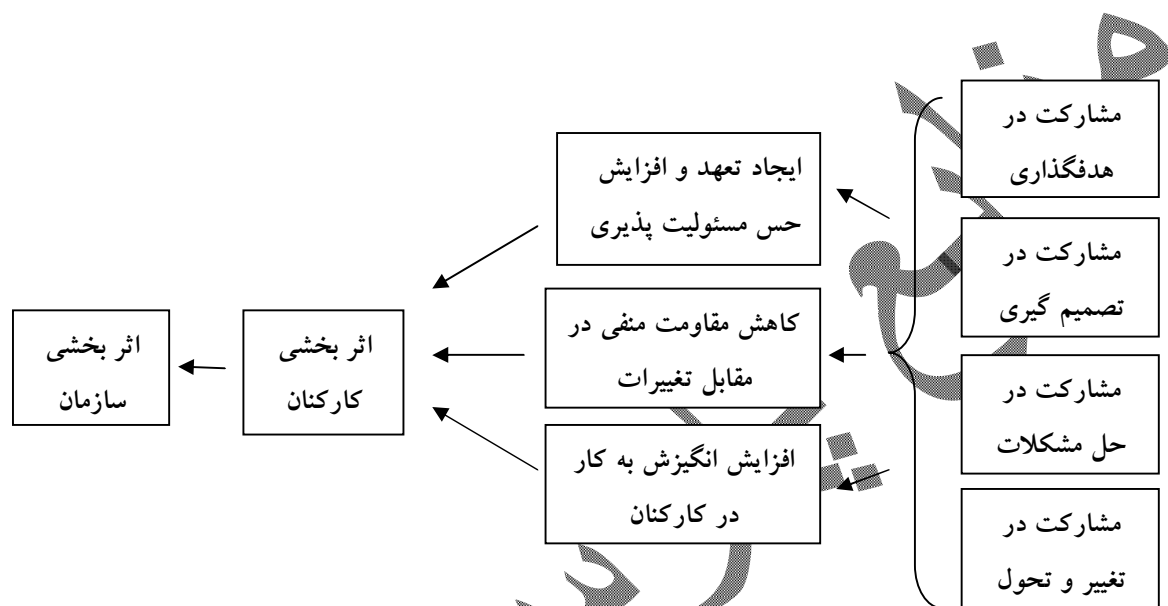 مشارکت در
هدفگذاری
مشارکت در
تصمیم گیری
مشارکت در
حل مشکلات
مشارکت در
تغییر و تحول
ایجاد تعهد و افزایش
حس مسئولیت پذیری
کاهش مقاومت منفی در
مقابل تغییرات
افزایش انگیزش به کار
در کارکنان
اثر بخشی
کارکنان
اثر بخشی
سازمان